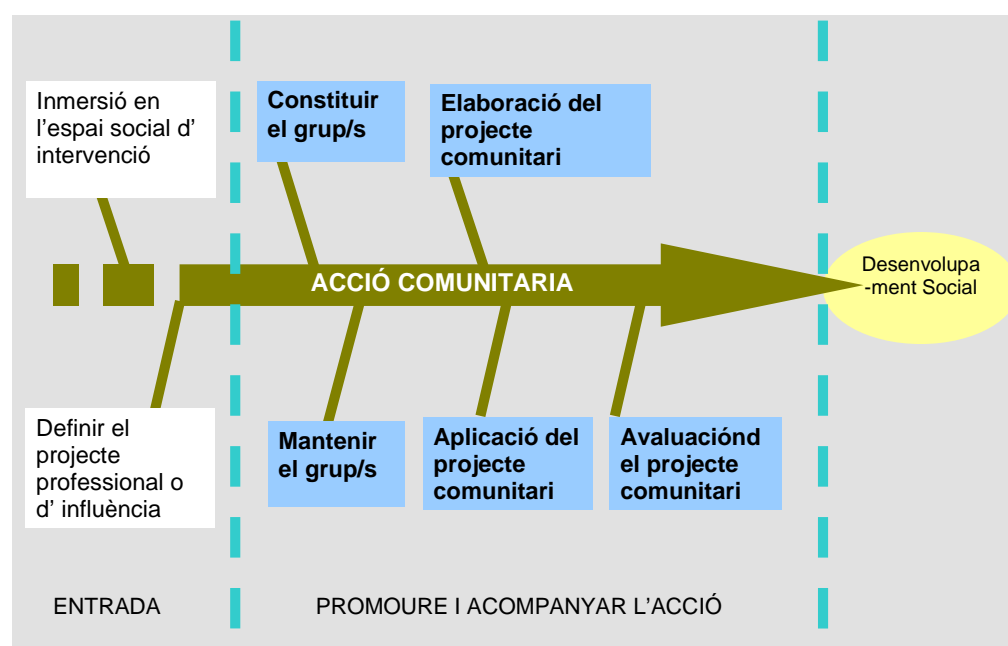 Inmersió en
l'espai social d'
intervenció
Constituir
el grup/s
Elaboració del
projecte
comunitari
ACCIÓ COMUNITARIA
Desenvolupa
-ment Social
Definir el
projecte
professional o
d' influència
Mantenir
el grup/s
Aplicació del
projecte
comunitari
Avaluaciónd
el projecte
comunitari
ENTRADA
PROMOURE I ACOMPANYAR L'ACCIÓ